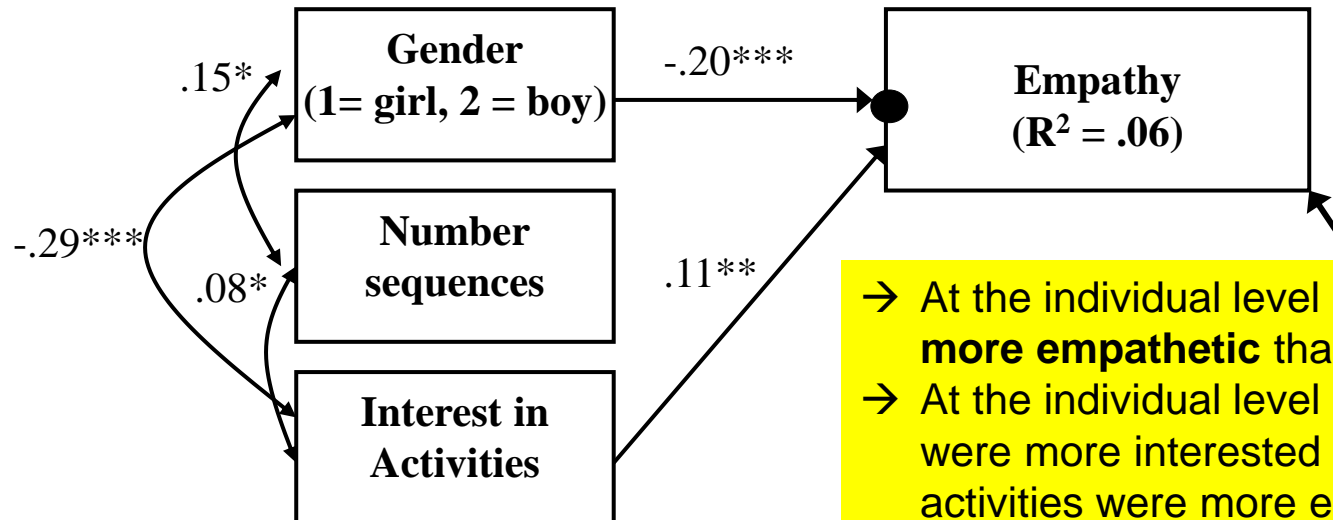 Gender
(1= girl, 2 = boy)
.15*
-.20***
Empathy
(R² = .06)
Number
sequences
-.29***
.08*
.11**
Interest in
Activities
→ At the individual level
more empathetic tha
→ At the individual level
were more interested
activities were more e